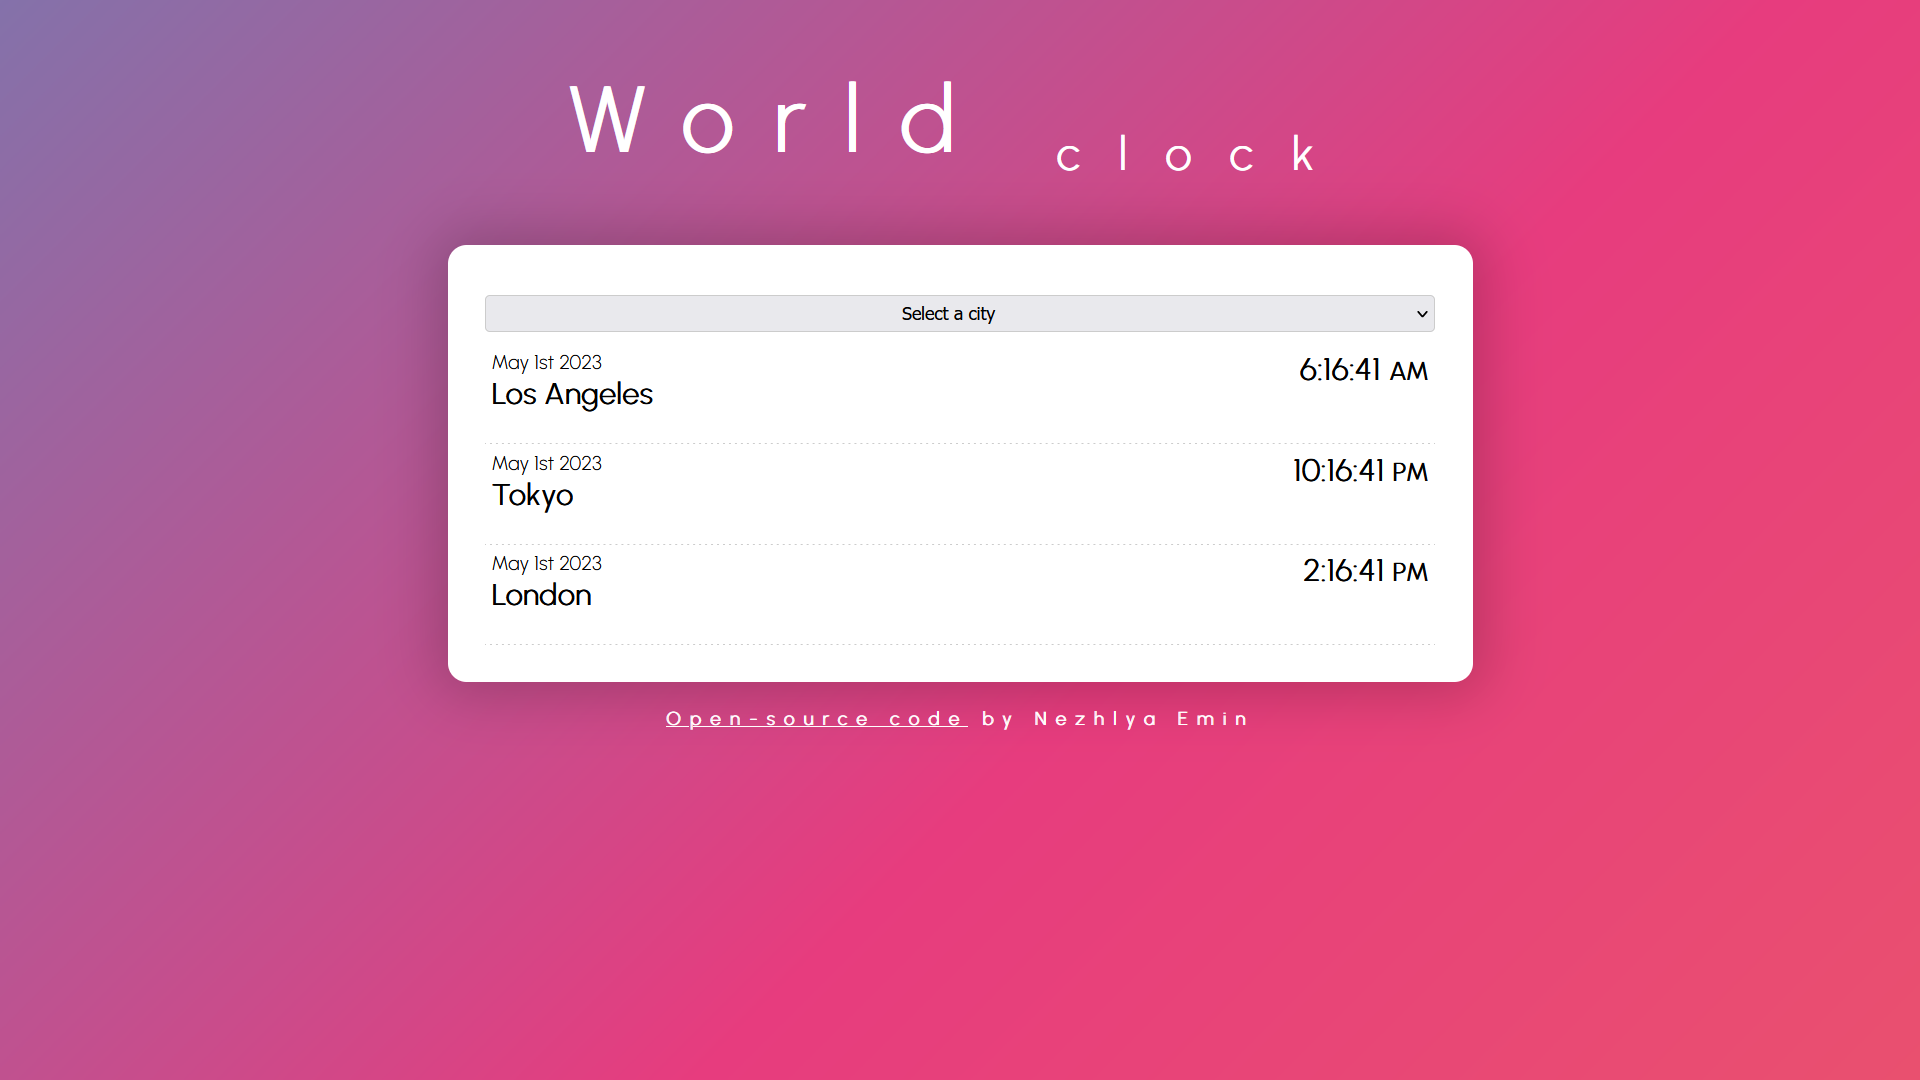 World clock
Select a city
May 1st 2023
Los Angeles
6:16:41 AM
May 1st 2023
Tokyo
10:16:41 PM
May 1st 2023
London
2:16:41 PM
Open-source code by Nezhlya Emin